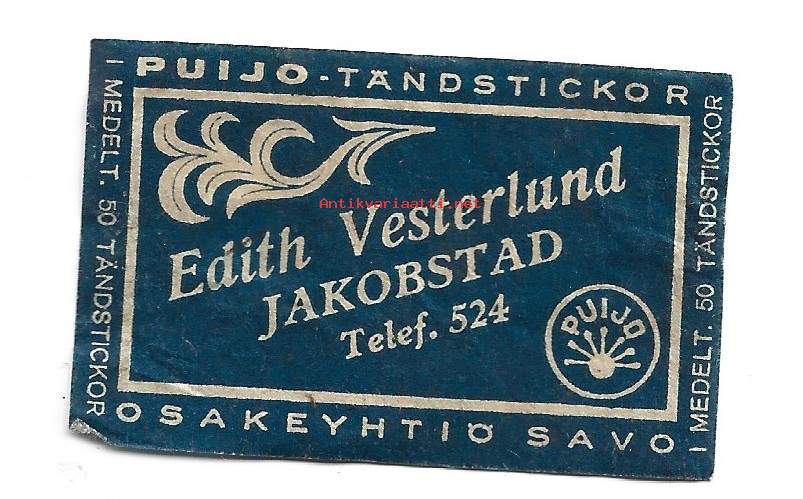 PUIJO-TÄNDSTICKOR
I MEDELT. 50 TÄNDSTICKOR
Antikvariaatti.net
Edith Vesterlund
JAKOBSTAD
Telef. 524
PUIJO
I MEDELT. 50 TÄNDSTICKOR
OSAKEYHTIÖ SAVO